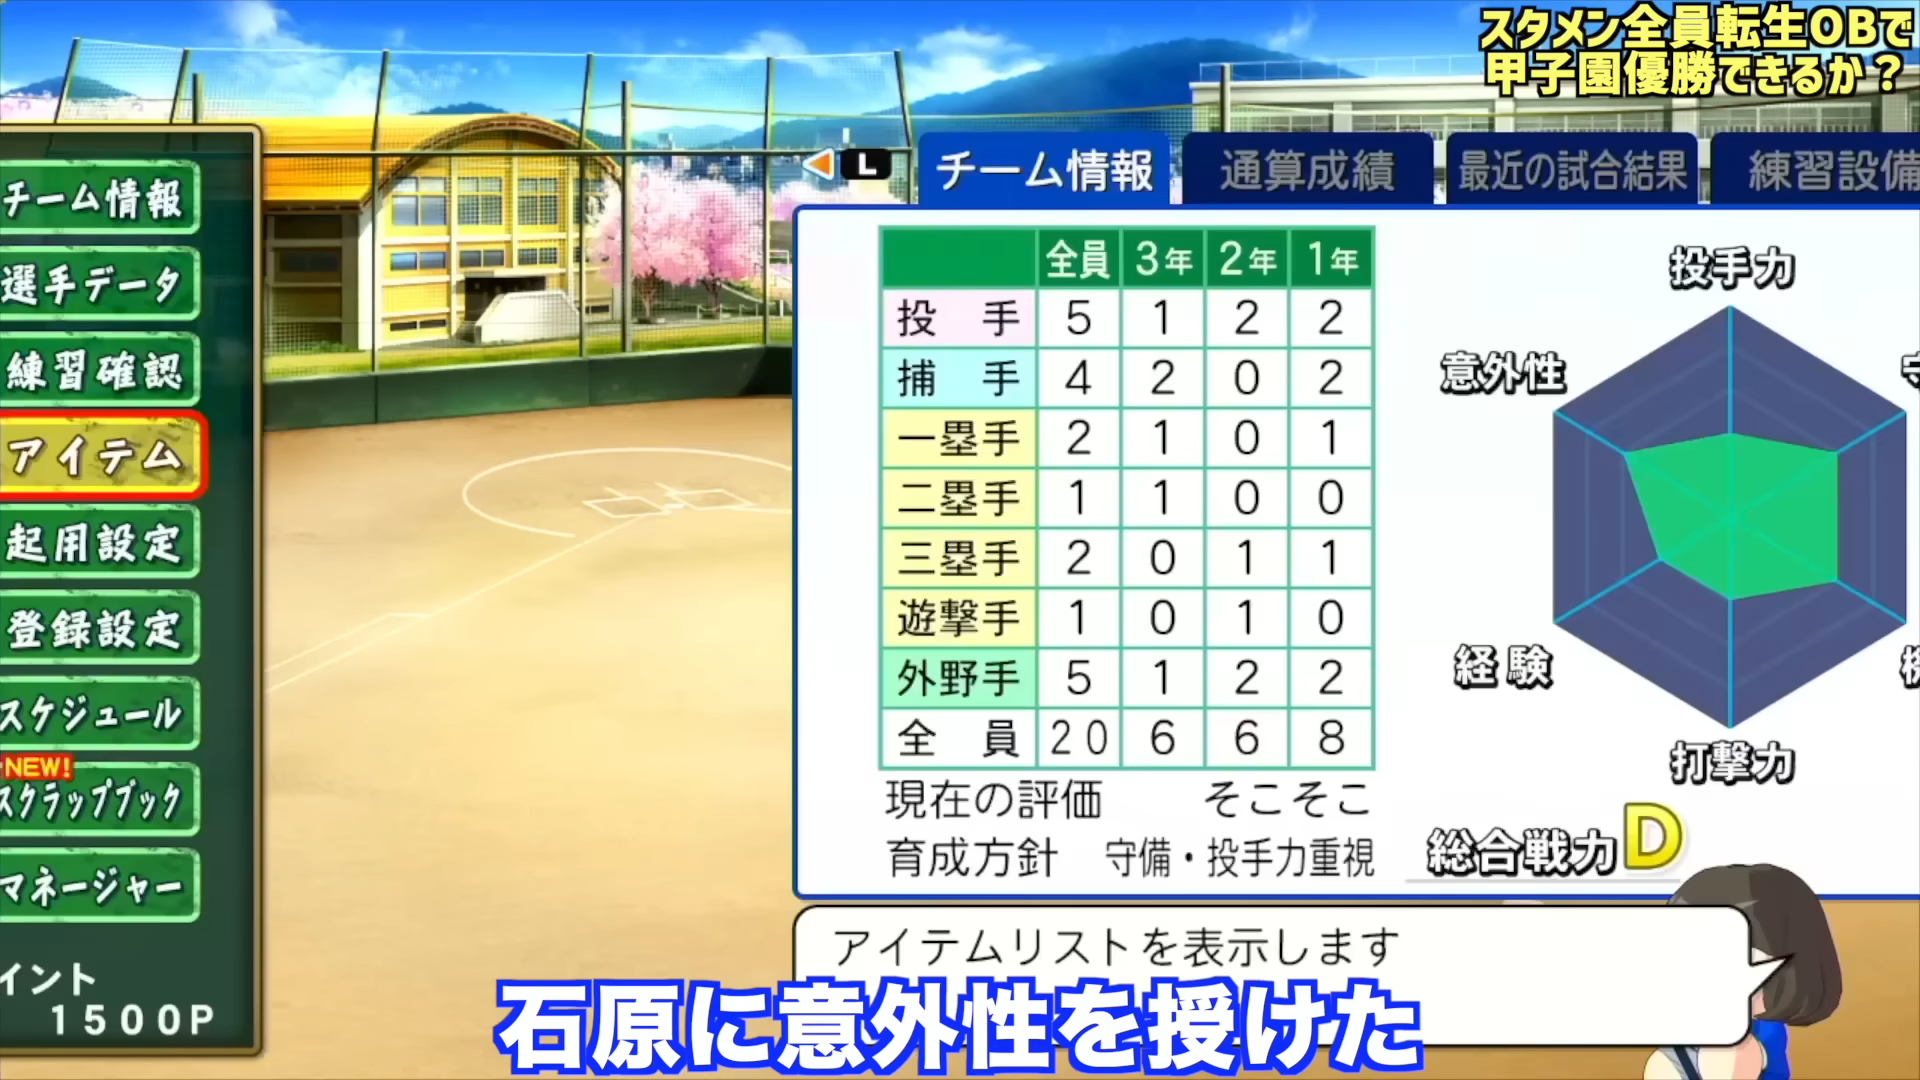 スタメン全員転生OBで
甲子園優勝できるか？
チーム情報
選手データ
練習確認
アイテム
起用設定
登録設定
スケジュール
NEW!
スクラップブック
マネージャー
イント
1500P
L
チーム情報 通算成績 最近の試合結果 練習設備
全員 3年 2年 1年
投手 5 1 2 2
捕手 4 2 0 2
一塁手 2 1 0 1
二塁手 1 1 0 0
三塁手 2 0 1 1
遊撃手 1 0 1 0
外野手 5 1 2 2
全員 20 6 6 8
現在の評価 そこそこ
育成方針 守備・投手力重視
投手力
意外性
守
経験
機
打撃力
総合戦力 D
アイテムリストを表示します
石原に意外性を授けた